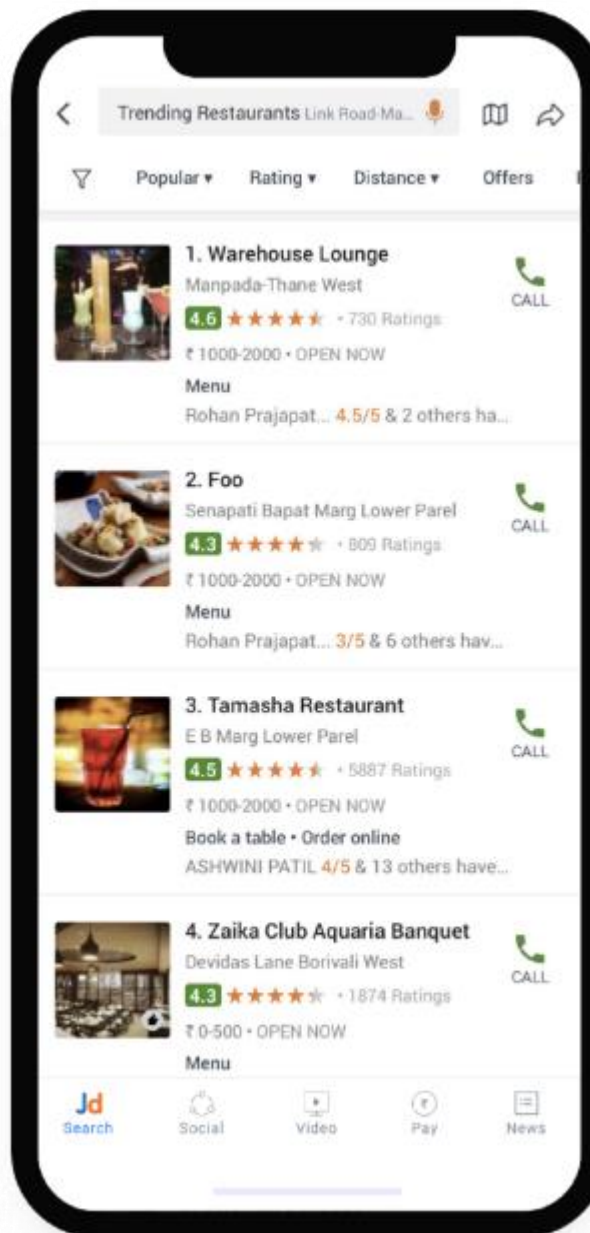 Trending Restaurants Link Road-Ma...
Popular ▾ Rating ▾ Distance ▾ Offers
1. Warehouse Lounge
Manpada-Thane West
CALL
4.6 ★★★★★ • 730 Ratings
₹ 1000-2000 • OPEN NOW
Menu
Rohan Prajapat... 4.5/5 & 2 others ha...
2. Foo
Senapati Bapat Marg Lower Parel
CALL
4.3 ★★★★★ • 809 Ratings
₹ 1000-2000 • OPEN NOW
Menu
Rohan Prajapat... 3/5 & 6 others hav...
3. Tamasha Restaurant
E B Marg Lower Parel
CALL
4.5 ★★★★★ • 5887 Ratings
₹ 1000-2000 • OPEN NOW
Book a table • Order online
ASHWINI PATIL 4/5 & 13 others have...
4. Zaika Club Aquaria Banquet
Devidas Lane Borivali West
CALL
4.3 ★★★★★ • 1874 Ratings
₹ 0-500 • OPEN NOW
Menu
Jd
Search Social Video Pay News